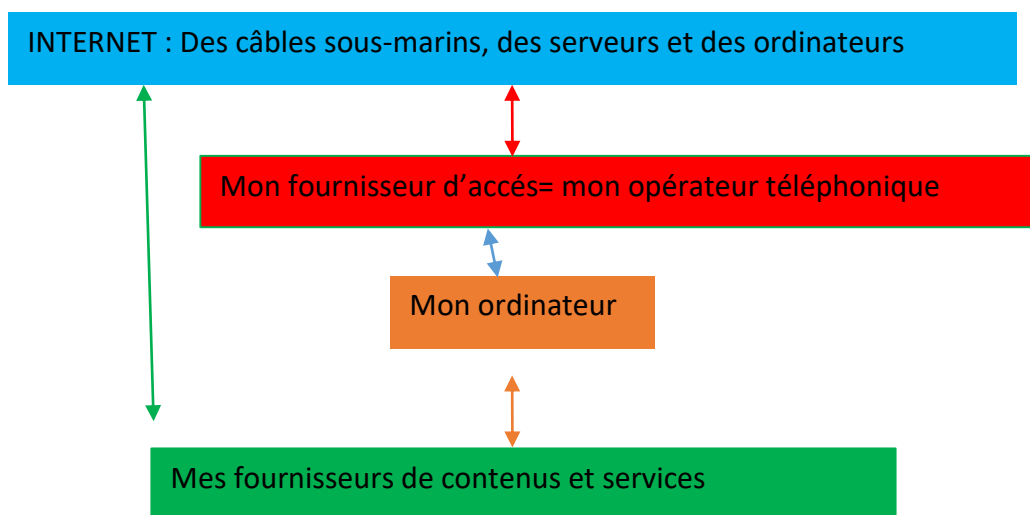 INTERNET : Des câbles sous-marins, des serveurs et des ordinateurs
Mon fournisseur d’accés= mon opérateur téléphonique
Mon ordinateur
Mes fournisseurs de contenus et services